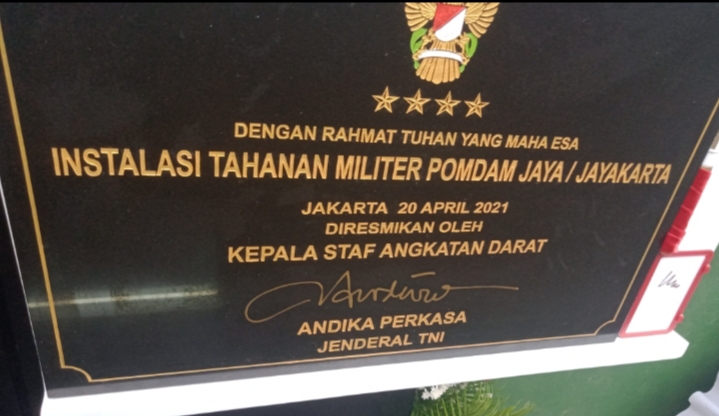 DENGAN RAHMAT TUHAN YANG MAHA ESA
INSTALASI TAHANAN MILITER POMDAM JAYA / JAYAKARTA
JAKARTA 20 APRIL 2021
DIRESMIKAN OLEH
KEPALA STAF ANGKATAN DARAT
ANDIKA PERKASA
JENDERAL TNI